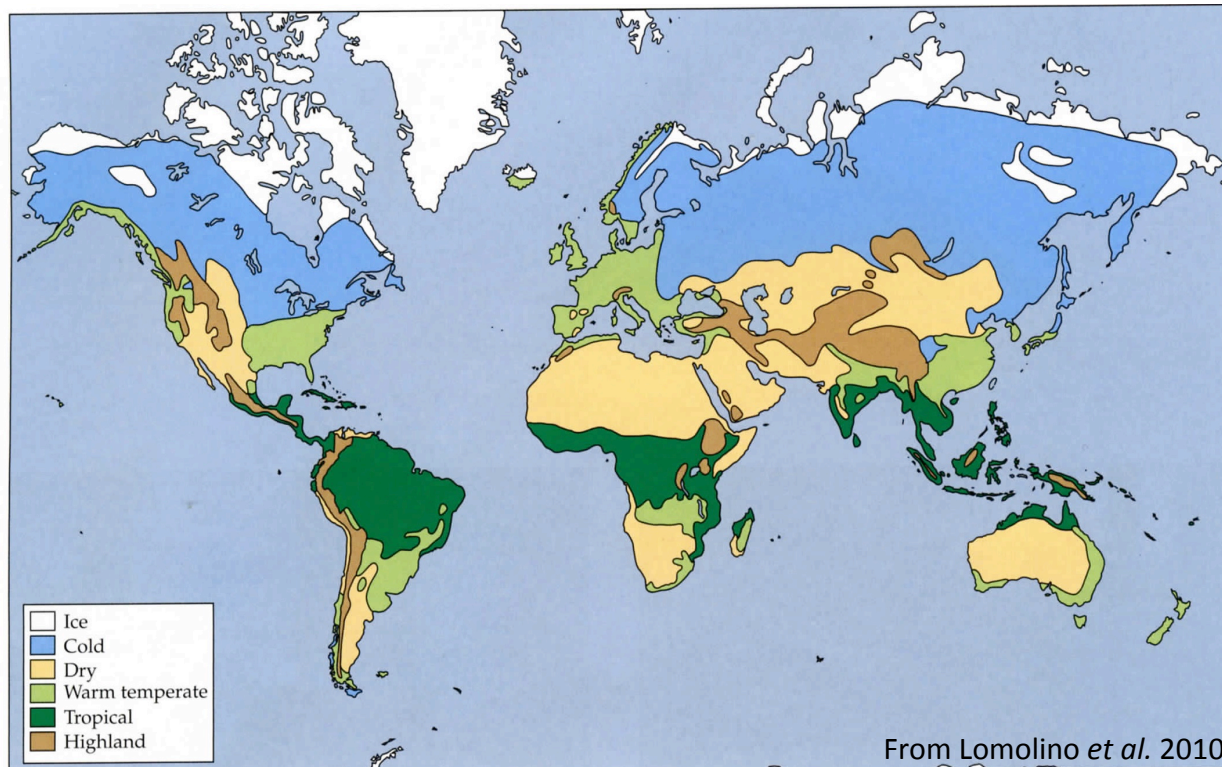 Ice
Cold
Dry
Warm temperate
Tropical
Highland
From Lomolino et al. 2010